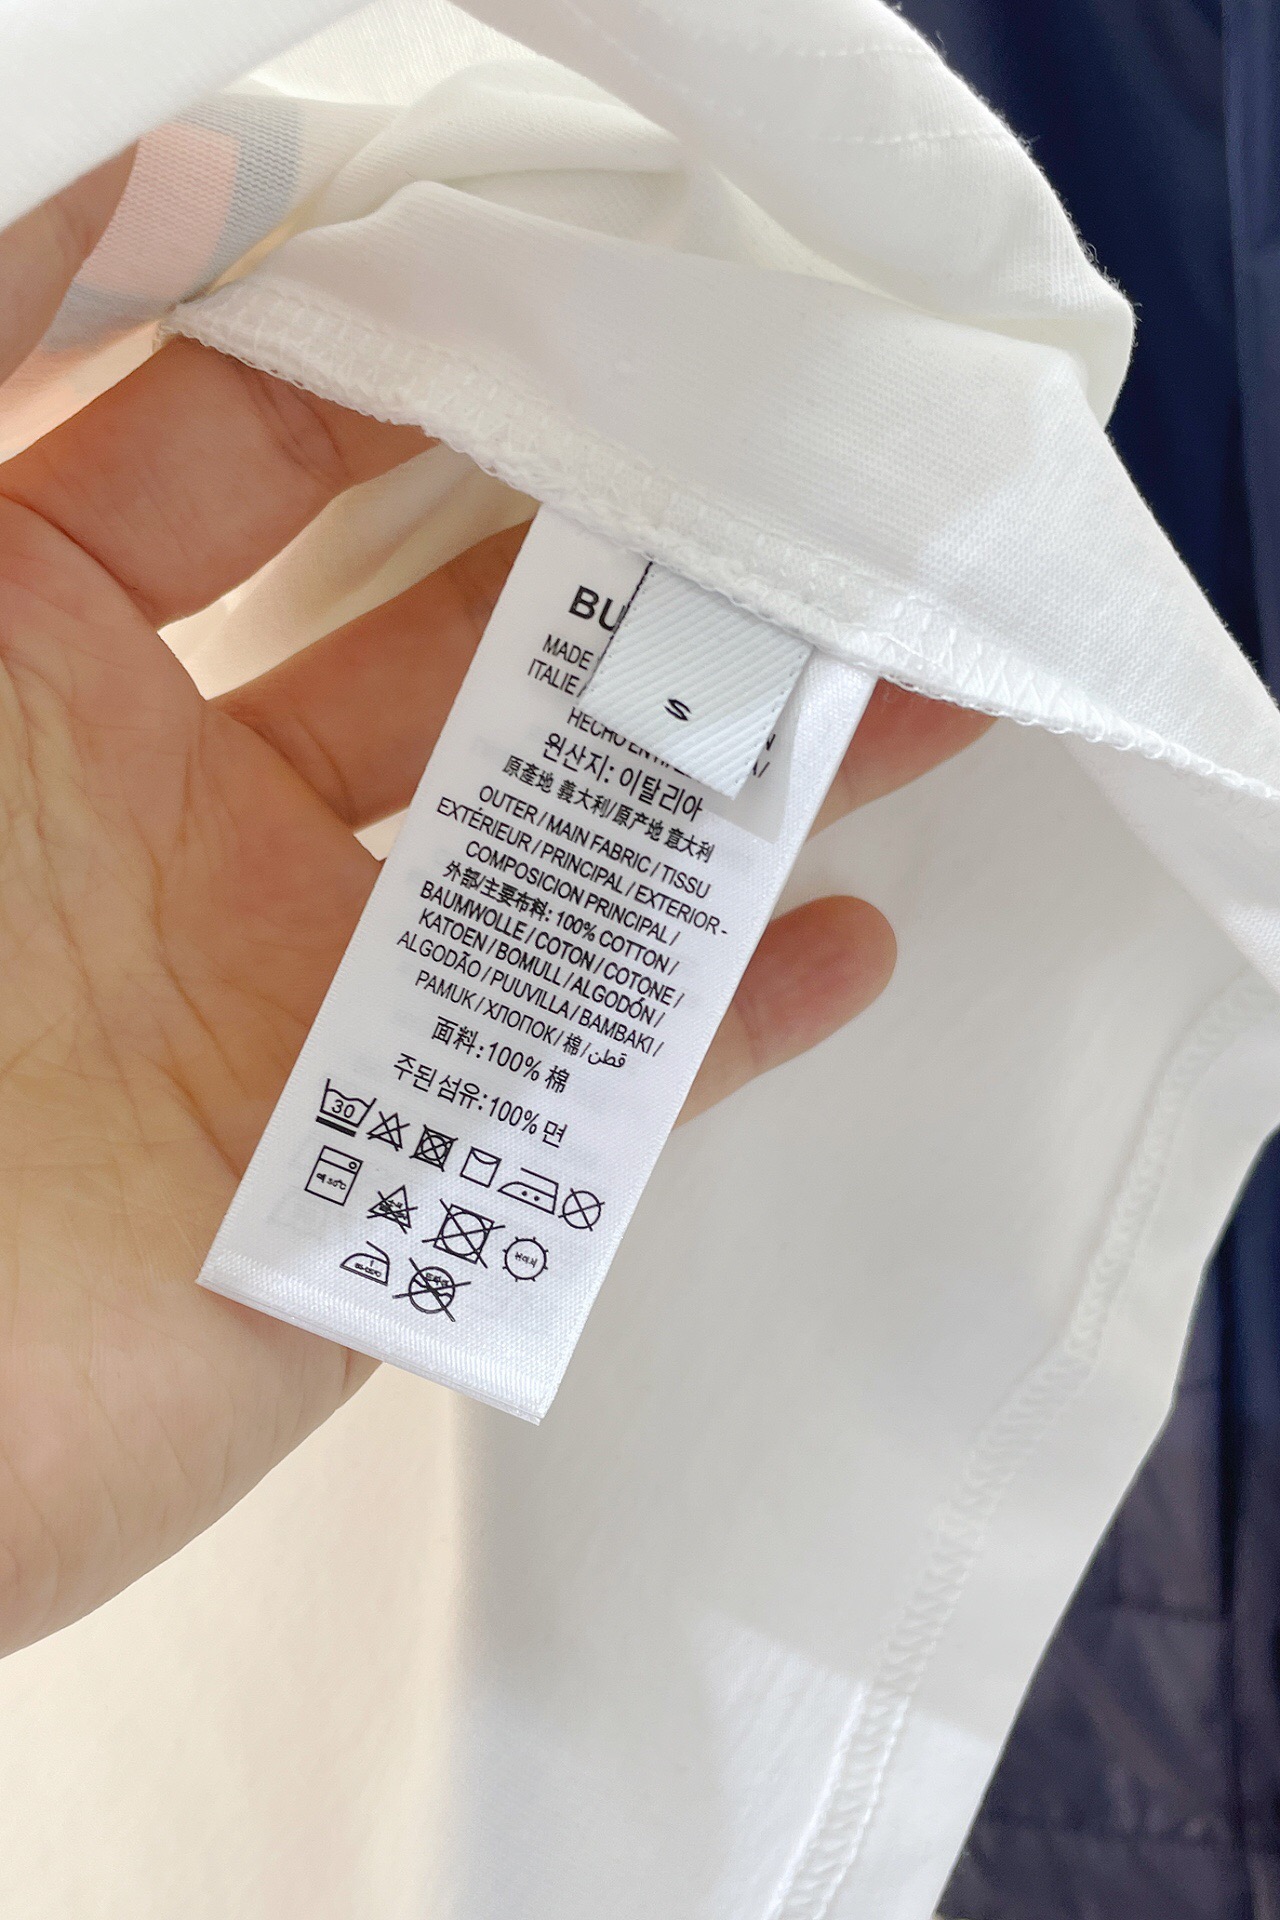 BU
S
MADE
ITALIE /
HECHO EN
원산지: 이탈리아
原產地 義大利/原产地 意大利
OUTER / MAIN FABRIC / TISSU
EXTÉRIEUR / PRINCIPAL / EXTERIOR -
COMPOSICION PRINCIPAL /
外部/主要布料: 100% COTTON /
BAUMWOLLE / COTON / COTONE /
KATOEN / BOMULL / ALGODÓN /
ALGODÃO / PUUVILLA / BAMBAKI /
PAMUK / ХЛОПОК / 棉 / قطن
面料:100% 棉
주된 섬유:100% 면
30